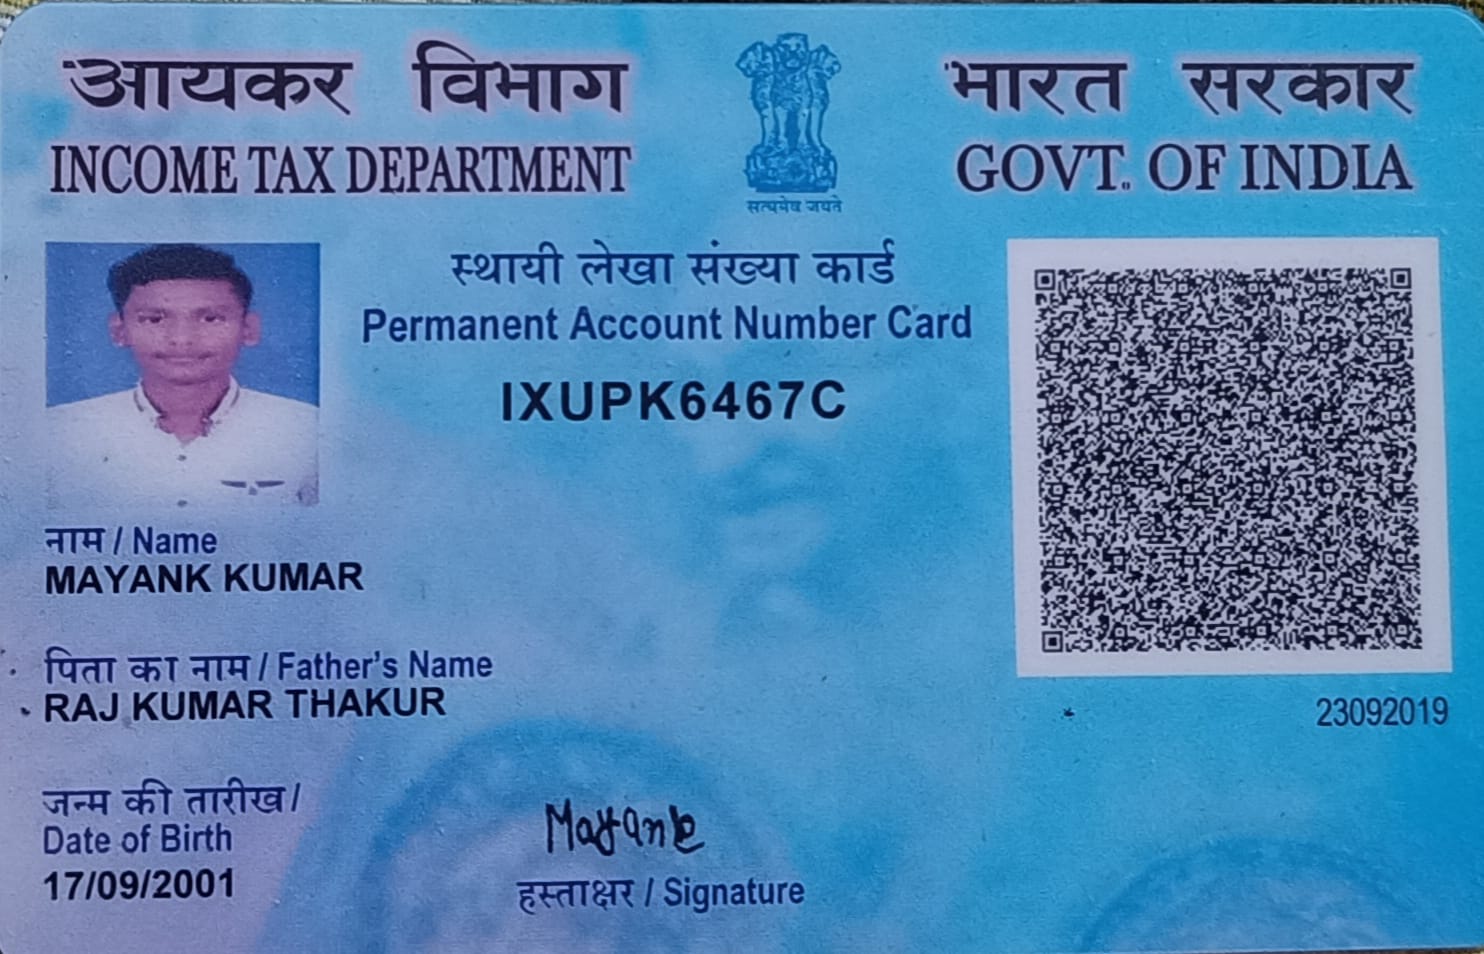 आयकर विभाग
INCOME TAX DEPARTMENT
सत्यमेव जयते
भारत सरकार
GOVT. OF INDIA
स्थायी लेखा संख्या कार्ड
Permanent Account Number Card
IXUPK6467C
नाम / Name
MAYANK KUMAR
पिता का नाम / Father's Name
RAJ KUMAR THAKUR
23092019
जन्म की तारीख /
Date of Birth
17/09/2001
Mayank
हस्ताक्षर / Signature